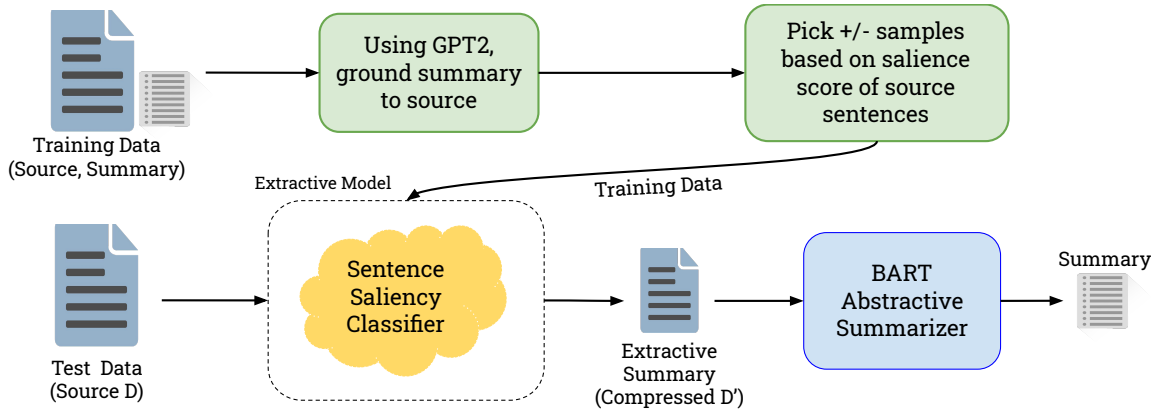 Using GPT2,
ground summary
to source
Pick +/- samples
based on salience
score of source
sentences
Training Data
(Source, Summary)
Extractive Model
Training Data
Sentence
Saliency
Classifier
BART
Abstractive
Summarizer
Summary
Test Data
(Source D)
Extractive
Summary
(Compressed D')